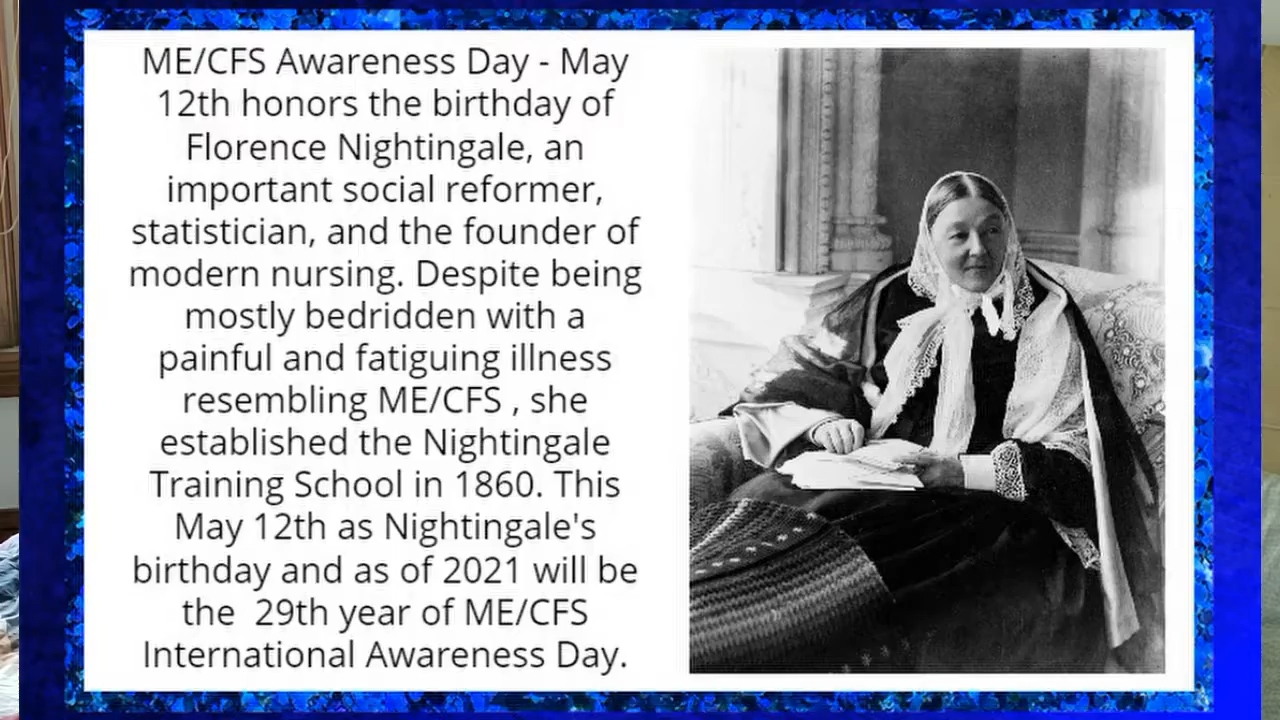 ME/CFS Awareness Day - May
12th honors the birthday of
Florence Nightingale, an
important social reformer,
statistician, and the founder of
modern nursing. Despite being
mostly bedridden with a
painful and fatiguing illness
resembling ME/CFS , she
established the Nightingale
Training School in 1860. This
May 12th as Nightingale's
birthday and as of 2021 will be
the  29th year of ME/CFS
International Awareness Day.